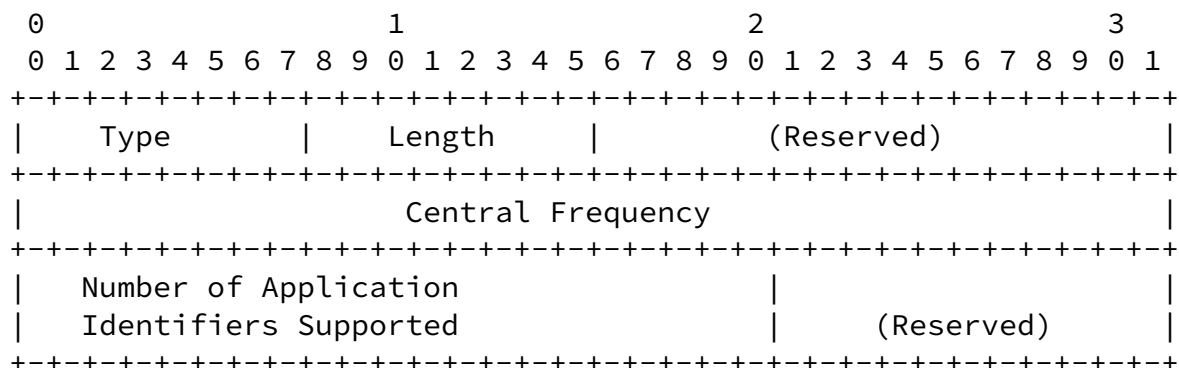 0                   1                   2                   3
 0 1 2 3 4 5 6 7 8 9 0 1 2 3 4 5 6 7 8 9 0 1 2 3 4 5 6 7 8 9 0 1
+-+-+-+-+-+-+-+-+-+-+-+-+-+-+-+-+-+-+-+-+-+-+-+-+-+-+-+-+-+-+-+-+
|    Type       |    Length     |         (Reserved)            |
+-+-+-+-+-+-+-+-+-+-+-+-+-+-+-+-+-+-+-+-+-+-+-+-+-+-+-+-+-+-+-+-+
|                     Central Frequency                         |
+-+-+-+-+-+-+-+-+-+-+-+-+-+-+-+-+-+-+-+-+-+-+-+-+-+-+-+-+-+-+-+-+
|   Number of Application                 |                     |
|   Identifiers Supported                 |     (Reserved)      |
+-+-+-+-+-+-+-+-+-+-+-+-+-+-+-+-+-+-+-+-+-+-+-+-+-+-+-+-+-+-+-+-+